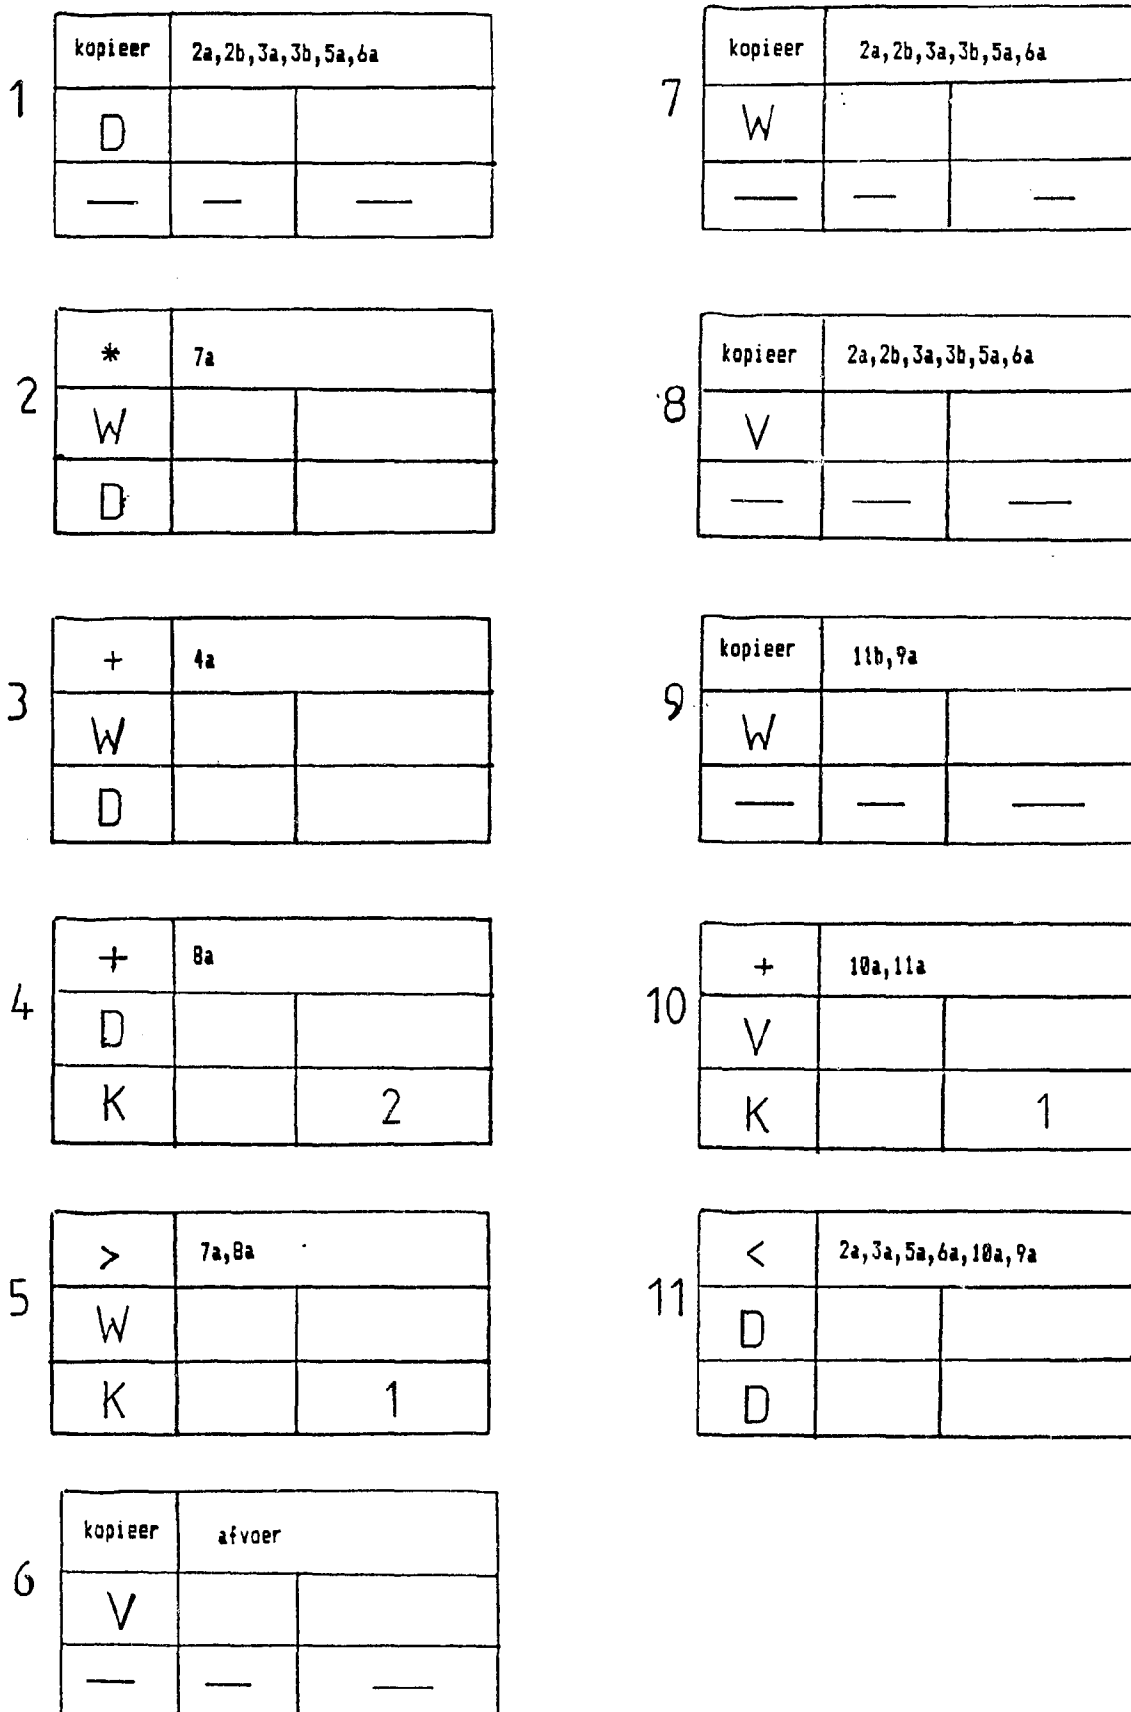 1
kopieer 2a,2b,3a,3b,5a,6a
D
— — —
2
* 7a
W
D
3
+ 4a
W
D
4
+ 8a
D
K 2
5
> 7a,8a
W
K 1
6
kopieer afvoer
V
— — —
7
kopieer 2a,2b,3a,3b,5a,6a
W
— — —
8
kopieer 2a,2b,3a,3b,5a,6a
V
— — —
9
kopieer 11b,9a
W
— — —
10
+ 10a,11a
V
K 1
11
< 2a,3a,5a,6a,10a,9a
D
D